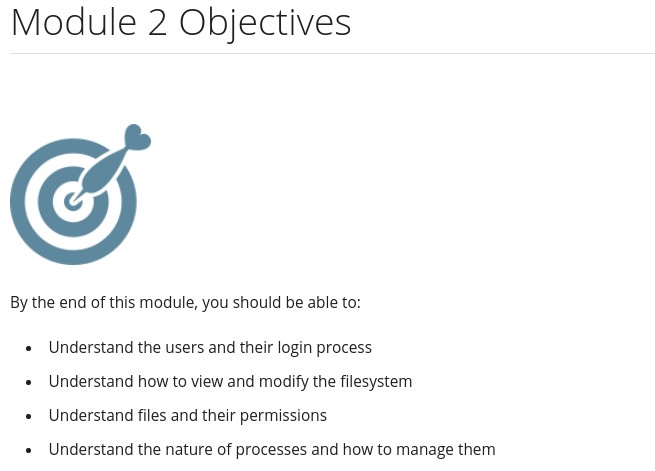 Module 2 Objectives
By the end of this module, you should be able to:
• Understand the users and their login process
• Understand how to view and modify the filesystem
• Understand files and their permissions
• Understand the nature of processes and how to manage them